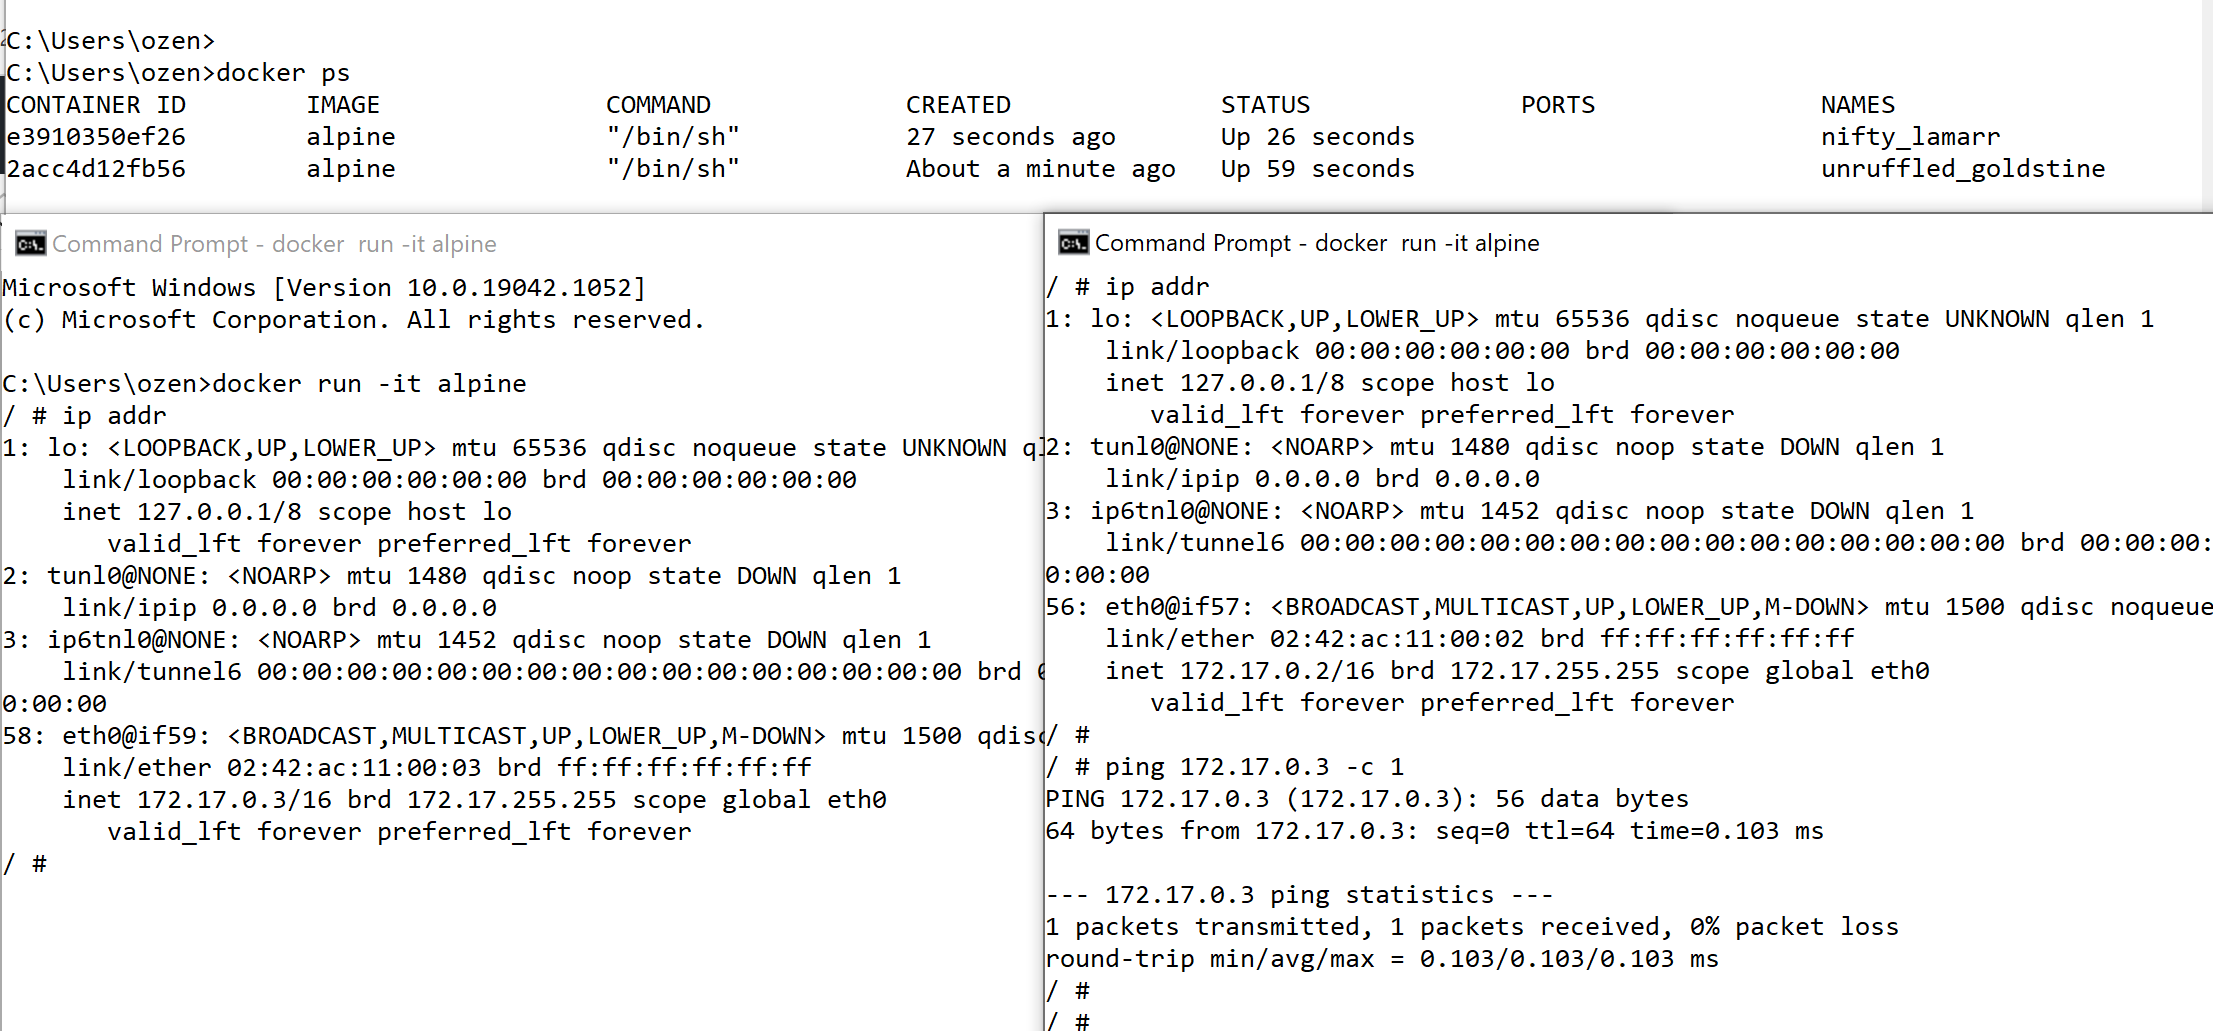 C:\Users\ozen>
C:\Users\ozen>docker ps
CONTAINER ID        IMAGE               COMMAND             CREATED              STATUS              PORTS               NAMES
e3910350ef26        alpine              "/bin/sh"           27 seconds ago       Up 26 seconds                           nifty_lamarr
2acc4d12fb56        alpine              "/bin/sh"           About a minute ago   Up 59 seconds                           unruffled_goldstine
Command Prompt - docker  run -it alpine
Microsoft Windows [Version 10.0.19042.1052]
(c) Microsoft Corporation. All rights reserved.
C:\Users\ozen>docker run -it alpine
/ # ip addr
1: lo: <LOOPBACK,UP,LOWER_UP> mtu 65536 qdisc noqueue state UNKNOWN
    link/loopback 00:00:00:00:00:00 brd 00:00:00:00:00:00
    inet 127.0.0.1/8 scope host lo
       valid_lft forever preferred_lft forever
2: tunl0@NONE: <NOARP> mtu 1480 qdisc noop state DOWN qlen 1
    link/ipip 0.0.0.0 brd 0.0.0.0
3: ip6tnl0@NONE: <NOARP> mtu 1452 qdisc noop state DOWN qlen 1
    link/tunnel6 00:00:00:00:00:00:00:00:00:00:00:00:00:00:00:00 brd
0:00:00
58: eth0@if59: <BROADCAST,MULTICAST,UP,LOWER_UP,M-DOWN> mtu 1500 qdisc
    link/ether 02:42:ac:11:00:03 brd ff:ff:ff:ff:ff:ff
    inet 172.17.0.3/16 brd 172.17.255.255 scope global eth0
       valid_lft forever preferred_lft forever
/ #
Command Prompt - docker  run -it alpine
/ # ip addr
1: lo: <LOOPBACK,UP,LOWER_UP> mtu 65536 qdisc noqueue state UNKNOWN qlen 1
    link/loopback 00:00:00:00:00:00 brd 00:00:00:00:00:00
    inet 127.0.0.1/8 scope host lo
       valid_lft forever preferred_lft forever
2: tunl0@NONE: <NOARP> mtu 1480 qdisc noop state DOWN qlen 1
    link/ipip 0.0.0.0 brd 0.0.0.0
3: ip6tnl0@NONE: <NOARP> mtu 1452 qdisc noop state DOWN qlen 1
    link/tunnel6 00:00:00:00:00:00:00:00:00:00:00:00:00:00:00:00 brd 00:00:00:
0:00:00
56: eth0@if57: <BROADCAST,MULTICAST,UP,LOWER_UP,M-DOWN> mtu 1500 qdisc noqueue
    link/ether 02:42:ac:11:00:02 brd ff:ff:ff:ff:ff:ff
    inet 172.17.0.2/16 brd 172.17.255.255 scope global eth0
       valid_lft forever preferred_lft forever
/ #
/ # ping 172.17.0.3 -c 1
PING 172.17.0.3 (172.17.0.3): 56 data bytes
64 bytes from 172.17.0.3: seq=0 ttl=64 time=0.103 ms
--- 172.17.0.3 ping statistics ---
1 packets transmitted, 1 packets received, 0% packet loss
round-trip min/avg/max = 0.103/0.103/0.103 ms
/ #
/ #